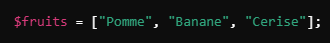 $fruits = ["Pomme", "Banane", "Cerise"];